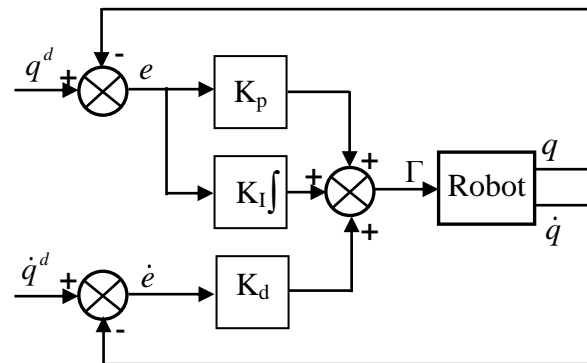 -
q^d + e K_p
+
K_I∫ + Γ Robot q
q̇
+
q̇^d + ė K_d
-